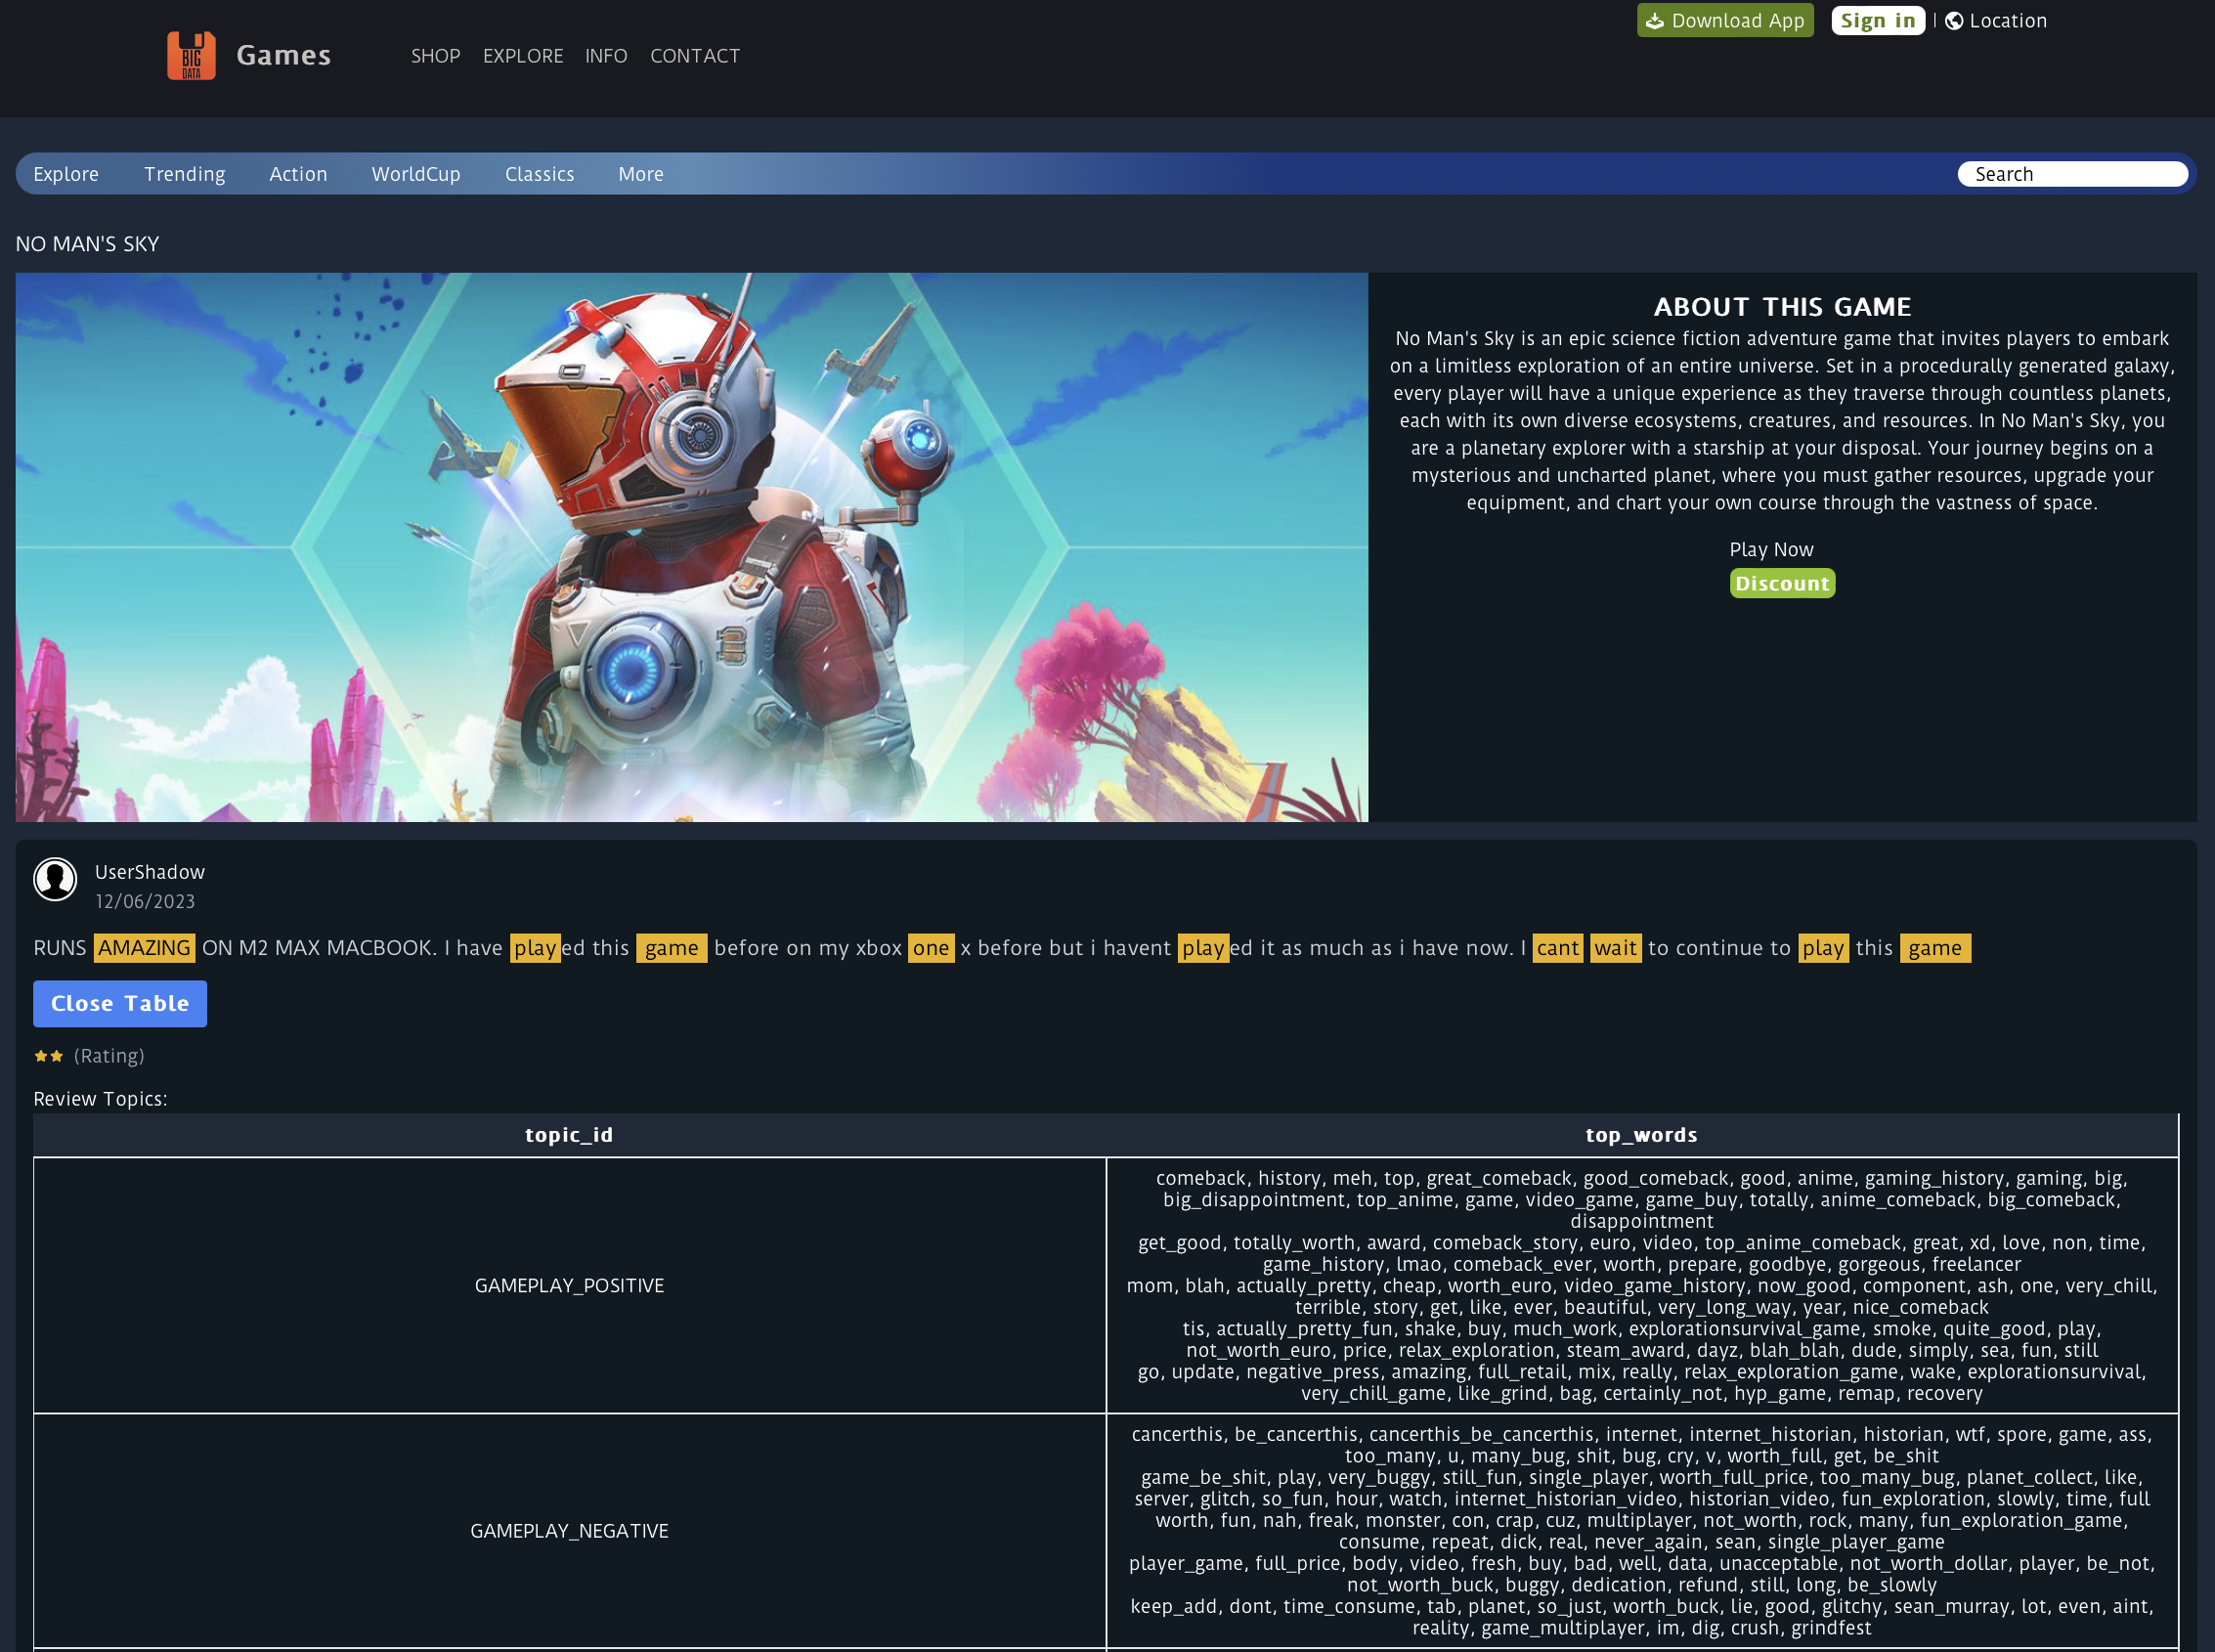 Download App Sign in | Location
BIG
DATA
Games SHOP EXPLORE INFO CONTACT
Explore Trending Action WorldCup Classics More Search
NO MAN'S SKY
ABOUT THIS GAME
No Man's Sky is an epic science fiction adventure game that invites players to embark
on a limitless exploration of an entire universe. Set in a procedurally generated galaxy,
every player will have a unique experience as they traverse through countless planets,
each with its own diverse ecosystems, creatures, and resources. In No Man's Sky, you
are a planetary explorer with a starship at your disposal. Your journey begins on a
mysterious and uncharted planet, where you must gather resources, upgrade your
equipment, and chart your own course through the vastness of space.
Play Now
Discount
UserShadow
12/06/2023
RUNS AMAZING ON M2 MAX MACBOOK. I have played this game before on my xbox one x before but i havent played it as much as i have now. I cant wait to continue to play this game
Close Table
(Rating)
Review Topics:
topic_id top_words
GAMEPLAY_POSITIVE
comeback, history, meh, top, great_comeback, good_comeback, good, anime, gaming_history, gaming, big,
big_disappointment, top_anime, game, video_game, game_buy, totally, anime_comeback, big_comeback,
disappointment
get_good, totally_worth, award, comeback_story, euro, video, top_anime_comeback, great, xd, love, non, time,
game_history, lmao, comeback_ever, worth, prepare, goodbye, gorgeous, freelancer
mom, blah, actually_pretty, cheap, worth_euro, video_game_history, now_good, component, ash, one, very_chill,
terrible, story, get, like, ever, beautiful, very_long_way, year, nice_comeback
tis, actually_pretty_fun, shake, buy, much_work, explorationsurvival_game, smoke, quite_good, play,
not_worth_euro, price, relax_exploration, steam_award, dayz, blah_blah, dude, simply, sea, fun, still
go, update, negative_press, amazing, full_retail, mix, really, relax_exploration_game, wake, explorationsurvival,
very_chill_game, like_grind, bag, certainly_not, hyp_game, remap, recovery
GAMEPLAY_NEGATIVE
cancerthis, be_cancerthis, cancerthis_be_cancerthis, internet, internet_historian, historian, wtf, spore, game, ass,
too_many, u, many_bug, shit, bug, cry, v, worth_full, get, be_shit
game_be_shit, play, very_buggy, still_fun, single_player, worth_full_price, too_many_bug, planet_collect, like,
server, glitch, so_fun, hour, watch, internet_historian_video, historian_video, fun_exploration, slowly, time, full
worth, fun, nah, freak, monster, con, crap, cuz, multiplayer, not_worth, rock, many, fun_exploration_game,
consume, repeat, dick, real, never_again, sean, single_player_game
player_game, full_price, body, video, fresh, buy, bad, well, data, unacceptable, not_worth_dollar, player, be_not,
not_worth_buck, buggy, dedication, refund, still, long, be_slowly
keep_add, dont, time_consume, tab, planet, so_just, worth_buck, lie, good, glitchy, sean_murray, lot, even, aint,
reality, game_multiplayer, im, dig, crush, grindfest